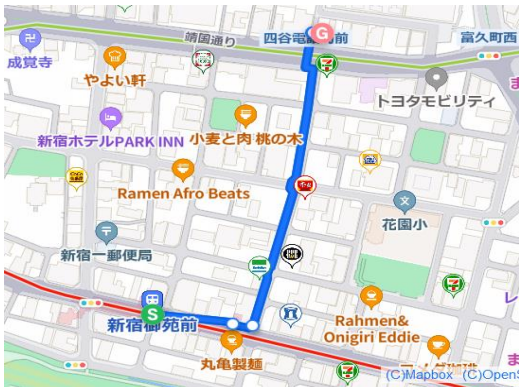 靖国通り
四谷電話局前
富久町西
成覚寺
やよい軒
トヨタモビリティ
新宿ホテルPARK INN
小麦と肉 桃の木
Ramen Afro Beats
花園小
新宿一郵便局
新宿御苑前
丸亀製麺
Rahmen&
Onigiri Eddie
G
S
(C)Mapbox (C)OpenS